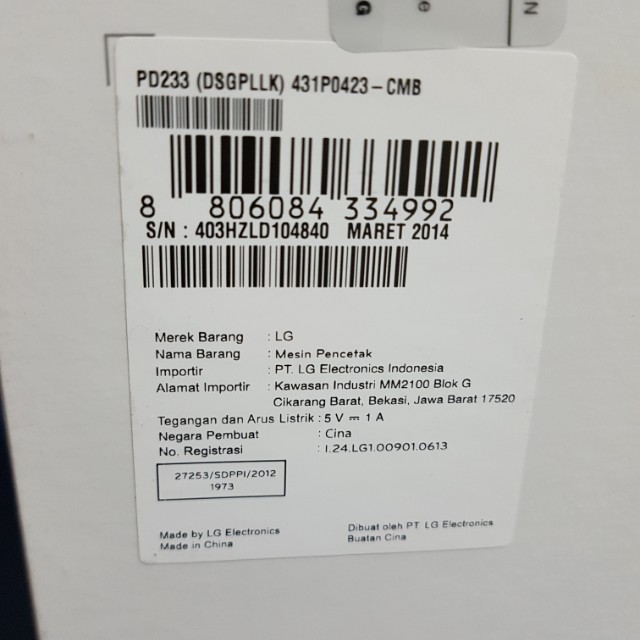 G
e
N
PD233 (DSGPLLK) 431P0423-CMB
8 806084 334992
S/N : 403HZLD104840 MARET 2014
Merek Barang : LG
Nama Barang : Mesin Pencetak
Importir : PT. LG Electronics Indonesia
Alamat Importir : Kawasan Industri MM2100 Blok G
Cikarang Barat, Bekasi, Jawa Barat 17520
Tegangan dan Arus Listrik : 5 V ⎓ 1 A
Negara Pembuat : Cina
No. Registrasi : I.24.LG1.00901.0613
27253/SDPPI/2012
1973
Made by LG Electronics
Made in China
Dibuat oleh PT LG Electronics
Buatan Cina